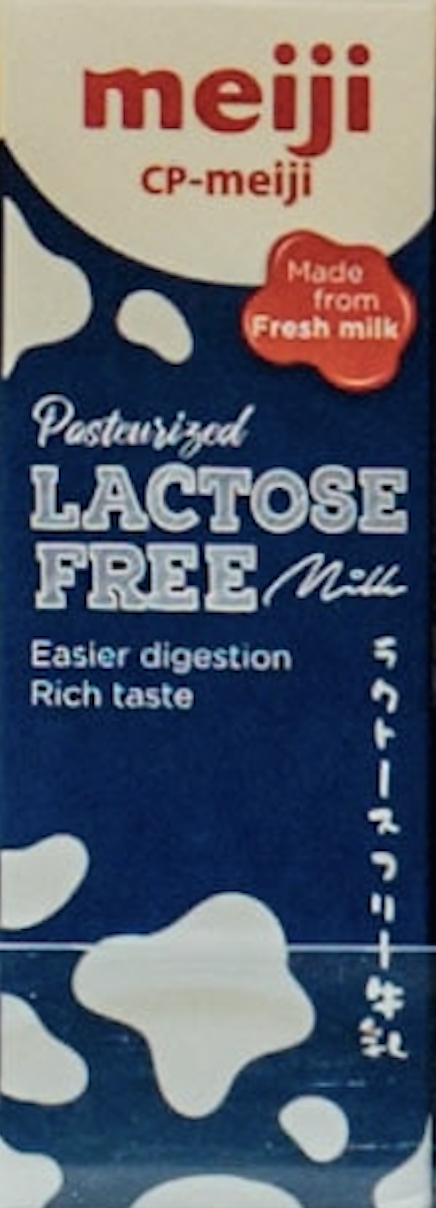 meiji
CP-meiji
Made
from
Fresh milk
Pasteurized
LACTOSE
FREE Milk
Easier digestion
Rich taste
ラクトースフリー牛乳